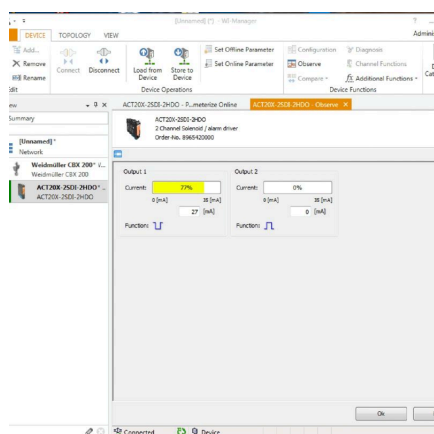 [Unnamed] [*] - WI-Manager
DEVICE TOPOLOGY VIEW
Add...
Remove
Rename
Connect
Disconnect
Load from Device
Store to Device
Device Operations
Set Offline Parameter
Set Online Parameter
Configuration
Observe
Compare
Diagnosis
Channel Functions
Additional Functions
Device Functions
Summary
[Unnamed]*
Network
Weidmüller CBX 200*
Weidmüller CBX 200
ACT20X-2SDI-2HDO*
ACT20X-2SDI-2HDO
ACT20X-2SDI-2HDO - P...meterize Online
ACT20X-2SDI-2HDO - Observe
ACT20X-2SDI-2HDO
2 Channel Solenoid / alarm driver
Order-No. 8965420000
Output 1
Current: 77%
0 [mA] 35 [mA]
27 [mA]
Function:
Output 2
Current: 0%
0 [mA] 35 [mA]
0 [mA]
Function:
Ok
Connected
Device